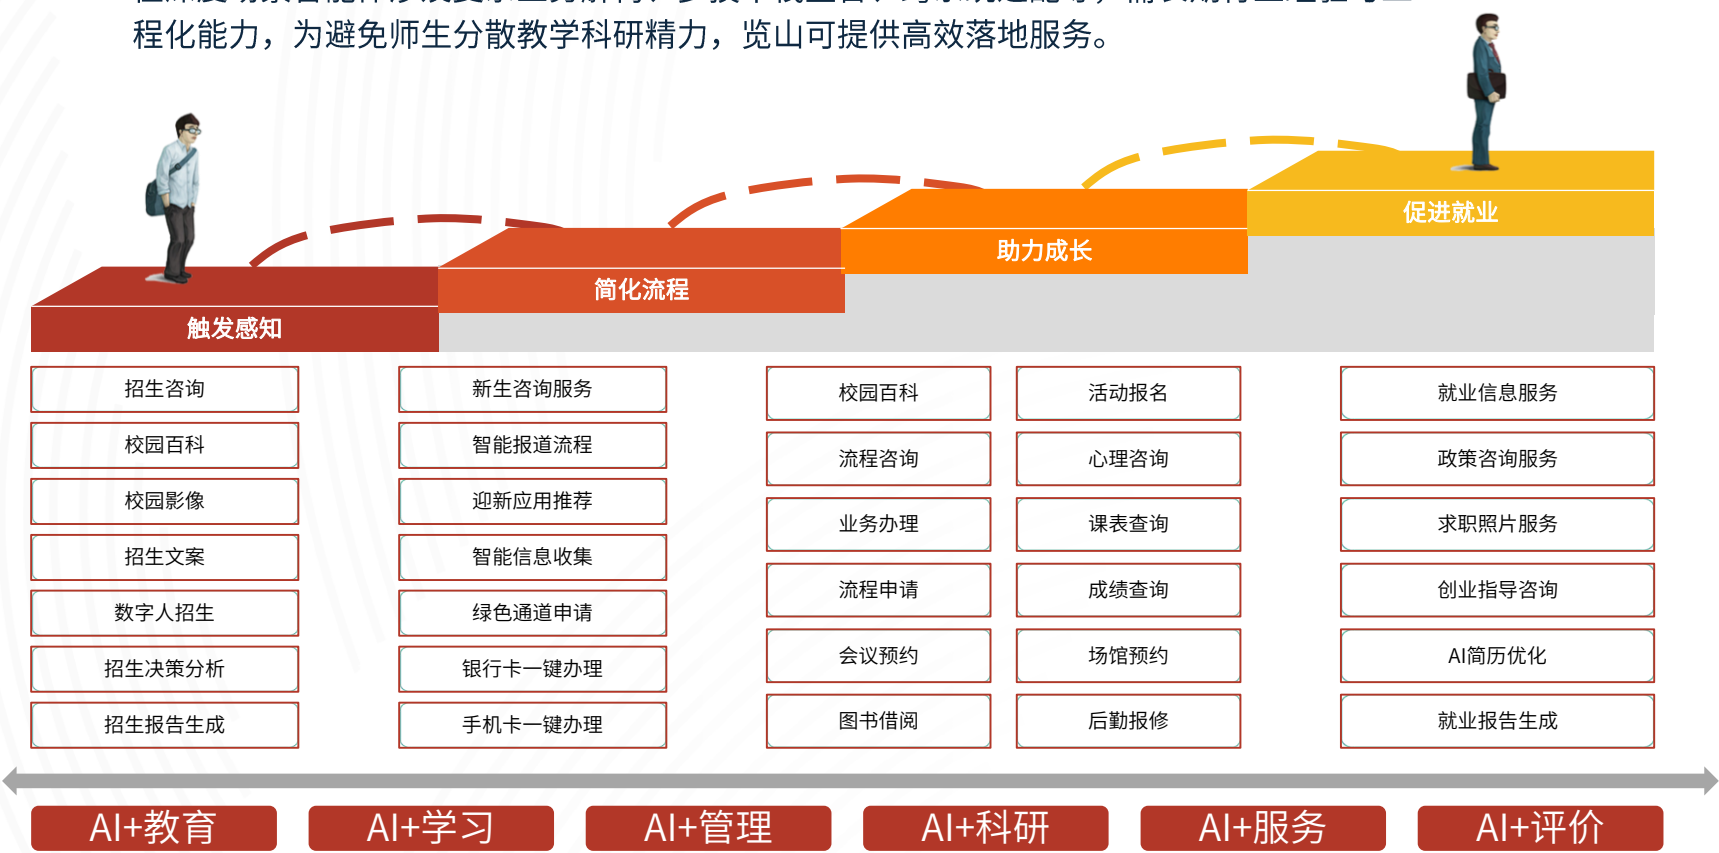 程化能力，为避免师生分散教学科研精力，览山可提供高效落地服务。
促进就业
助力成长
简化流程
触发感知
招生咨询
校园百科
校园影像
招生文案
数字人招生
招生决策分析
招生报告生成
新生咨询服务
智能报道流程
迎新应用推荐
智能信息收集
绿色通道申请
银行卡一键办理
手机卡一键办理
校园百科
流程咨询
业务办理
流程申请
会议预约
图书借阅
活动报名
心理咨询
课表查询
成绩查询
场馆预约
后勤报修
就业信息服务
政策咨询服务
求职照片服务
创业指导咨询
AI简历优化
就业报告生成
AI+教育
AI+学习
AI+管理
AI+科研
AI+服务
AI+评价